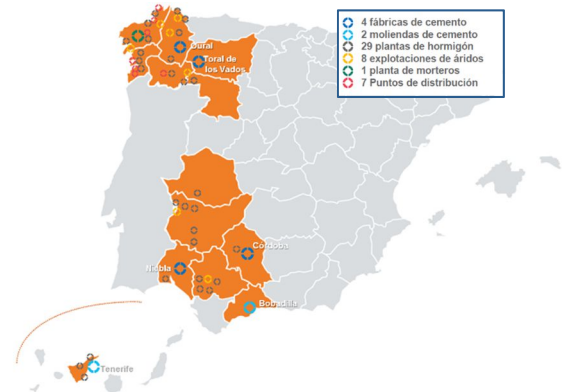 4 fábricas de cemento
2 moliendas de cemento
29 plantas de hormigón
8 explotaciones de áridos
1 planta de morteros
7 Puntos de distribución
Oural
Toral de
los Vados
Córdoba
Niebla
Bobadilla
Tenerife